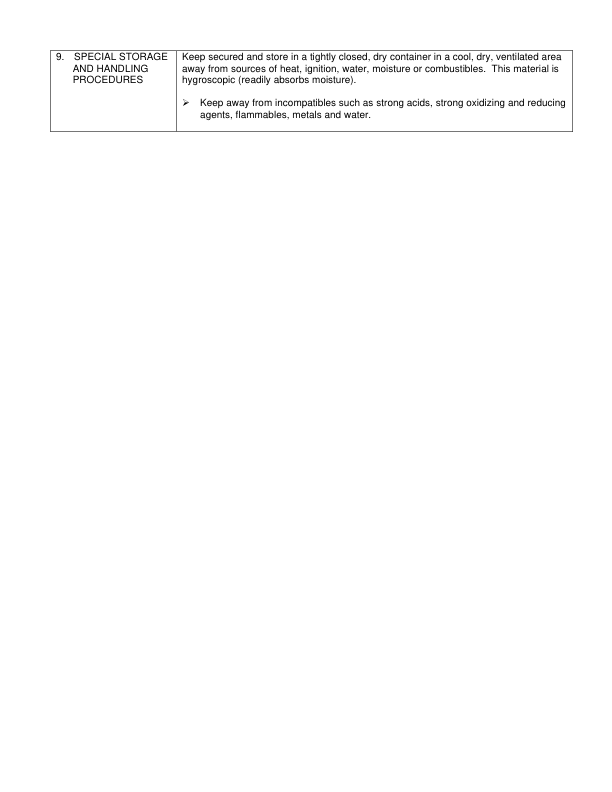 9. SPECIAL STORAGE
AND HANDLING
PROCEDURES
Keep secured and store in a tightly closed, dry container in a cool, dry, ventilated area
away from sources of heat, ignition, water, moisture or combustibles. This material is
hygroscopic (readily absorbs moisture).
➢ Keep away from incompatibles such as strong acids, strong oxidizing and reducing
agents, flammables, metals and water.